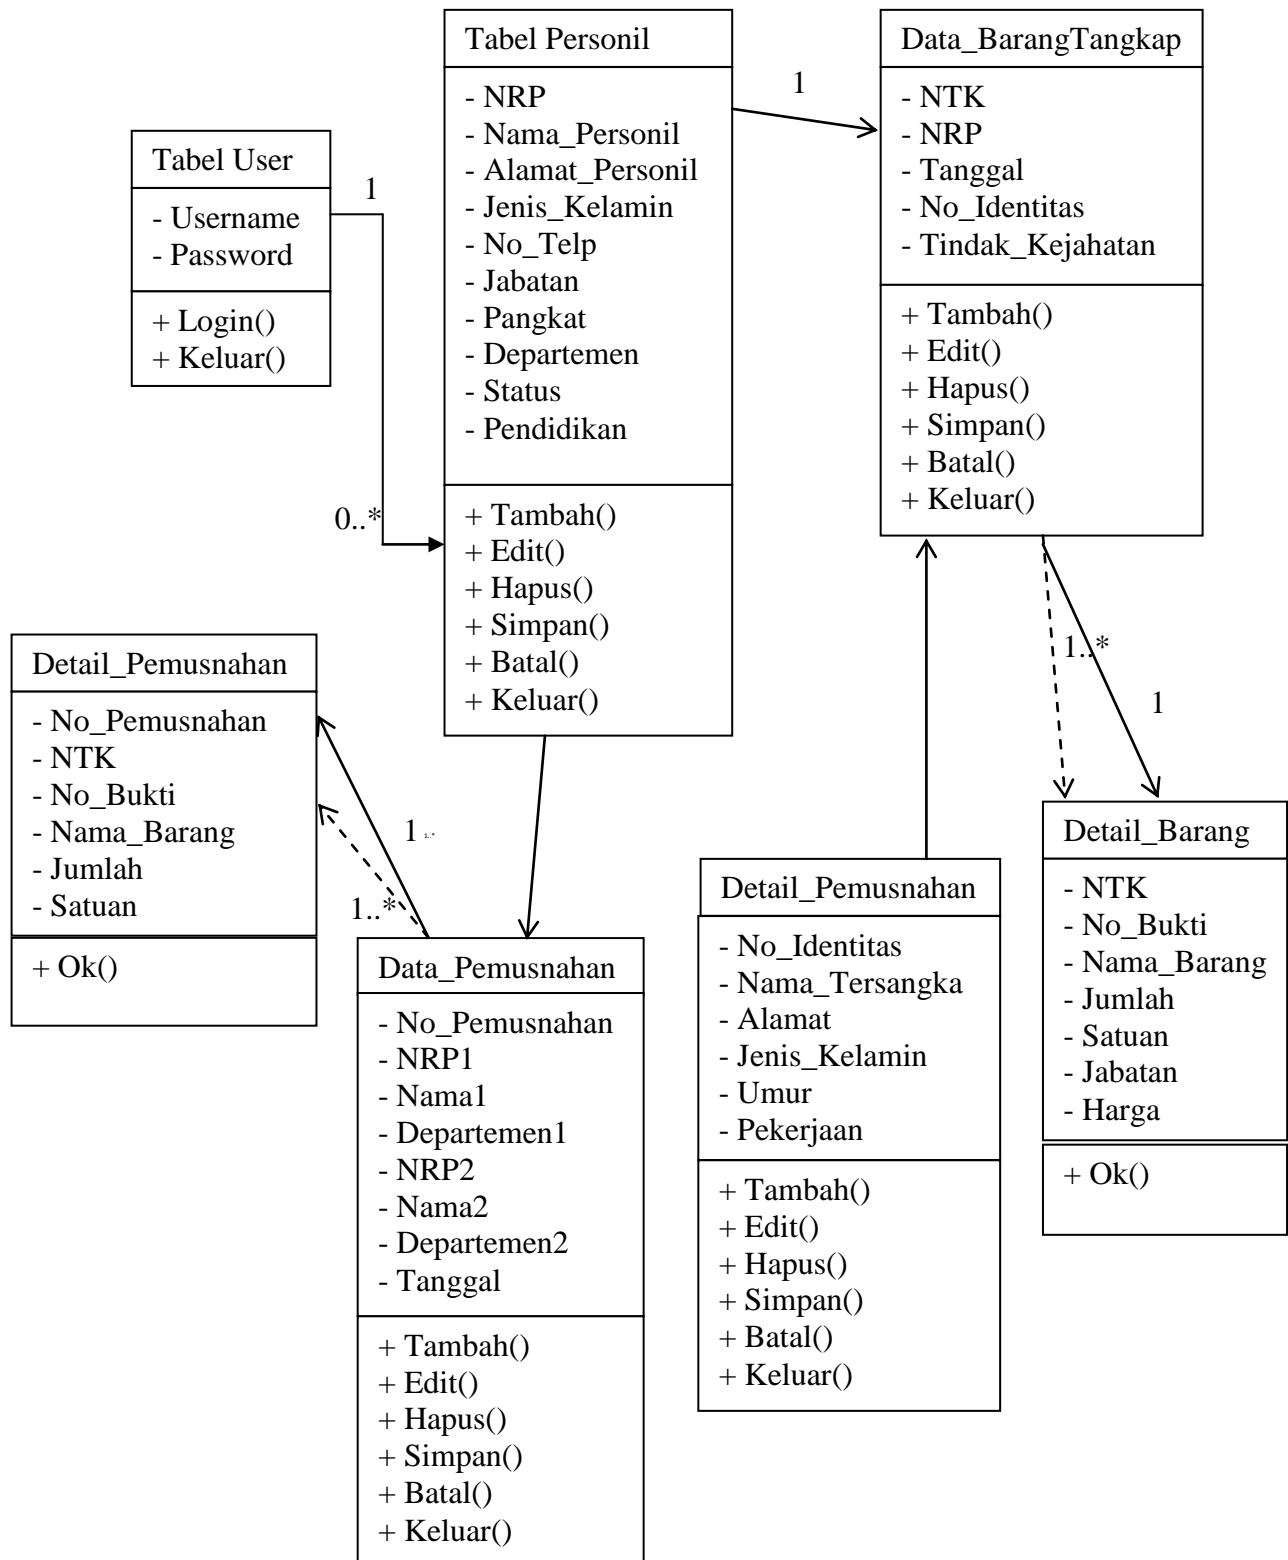 Tabel User
- Username
- Password
+ Login()
+ Keluar()
1
0..*
Tabel Personil
- NRP
- Nama_Personil
- Alamat_Personil
- Jenis_Kelamin
- No_Telp
- Jabatan
- Pangkat
- Departemen
- Status
- Pendidikan
+ Tambah()
+ Edit()
+ Hapus()
+ Simpan()
+ Batal()
+ Keluar()
1
Data_BarangTangkap
- NTK
- NRP
- Tanggal
- No_Identitas
- Tindak_Kejahatan
+ Tambah()
+ Edit()
+ Hapus()
+ Simpan()
+ Batal()
+ Keluar()
1..*
1
Detail_Pemusnahan
- No_Pemusnahan
- NTK
- No_Bukti
- Nama_Barang
- Jumlah
- Satuan
+ Ok()
1
1..*
1..*
Data_Pemusnahan
- No_Pemusnahan
- NRP1
- Nama1
- Departemen1
- NRP2
- Nama2
- Departemen2
- Tanggal
+ Tambah()
+ Edit()
+ Hapus()
+ Simpan()
+ Batal()
+ Keluar()
Detail_Pemusnahan
- No_Identitas
- Nama_Tersangka
- Alamat
- Jenis_Kelamin
- Umur
- Pekerjaan
+ Tambah()
+ Edit()
+ Hapus()
+ Simpan()
+ Batal()
+ Keluar()
Detail_Barang
- NTK
- No_Bukti
- Nama_Barang
- Jumlah
- Satuan
- Jabatan
- Harga
+ Ok()